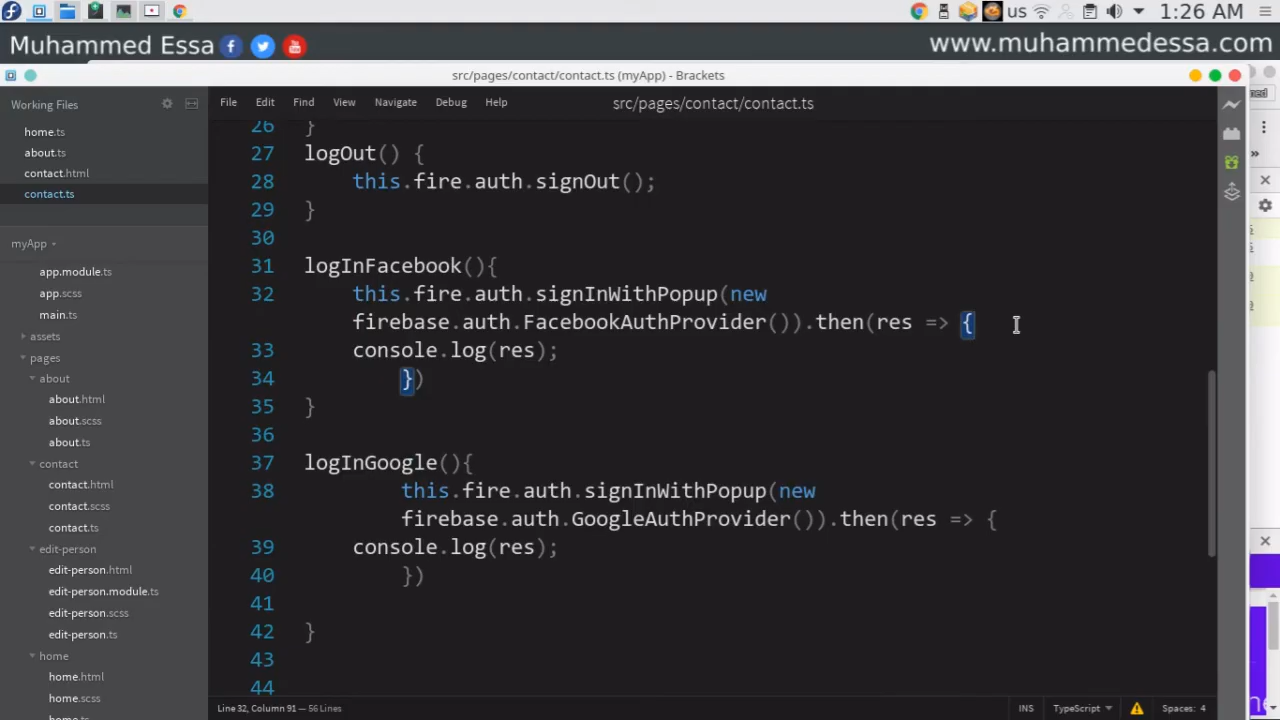 us
1:26 AM
Muhammed Essa
www.muhammedessa.com
src/pages/contact/contact.ts (myApp) - Brackets
Working Files
File Edit Find View Navigate Debug Help
src/pages/contact/contact.ts
home.ts
about.ts
contact.html
contact.ts
myApp
app.module.ts
app.scss
main.ts
assets
pages
about
about.html
about.scss
about.ts
contact
contact.html
contact.scss
contact.ts
edit-person
edit-person.html
edit-person.module.ts
edit-person.scss
edit-person.ts
home
home.html
home.scss
home.ts
26 }
27 logOut() {
28 this.fire.auth.signOut();
29 }
30
31 logInFacebook(){
32 this.fire.auth.signInWithPopup(new
firebase.auth.FacebookAuthProvider()).then(res => {
33 console.log(res);
34 })
35 }
36
37 logInGoogle(){
38 this.fire.auth.signInWithPopup(new
firebase.auth.GoogleAuthProvider()).then(res => {
39 console.log(res);
40 })
41
42 }
43
44
Line 32, Column 91 — 56 Lines
INS TypeScript Spaces: 4